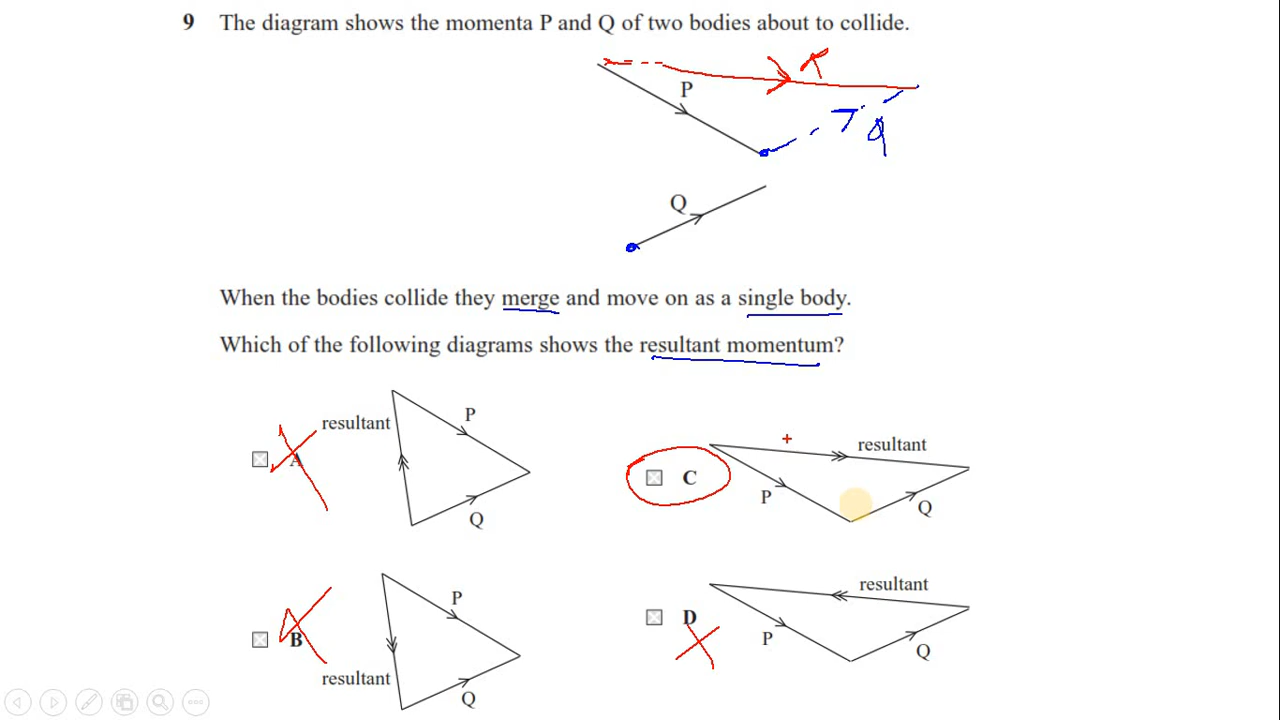 9 The diagram shows the momenta P and Q of two bodies about to collide.
P
Q
When the bodies collide they merge and move on as a single body.
Which of the following diagrams shows the resultant momentum?
A resultant P Q
C resultant P Q
B resultant P Q
D resultant P Q